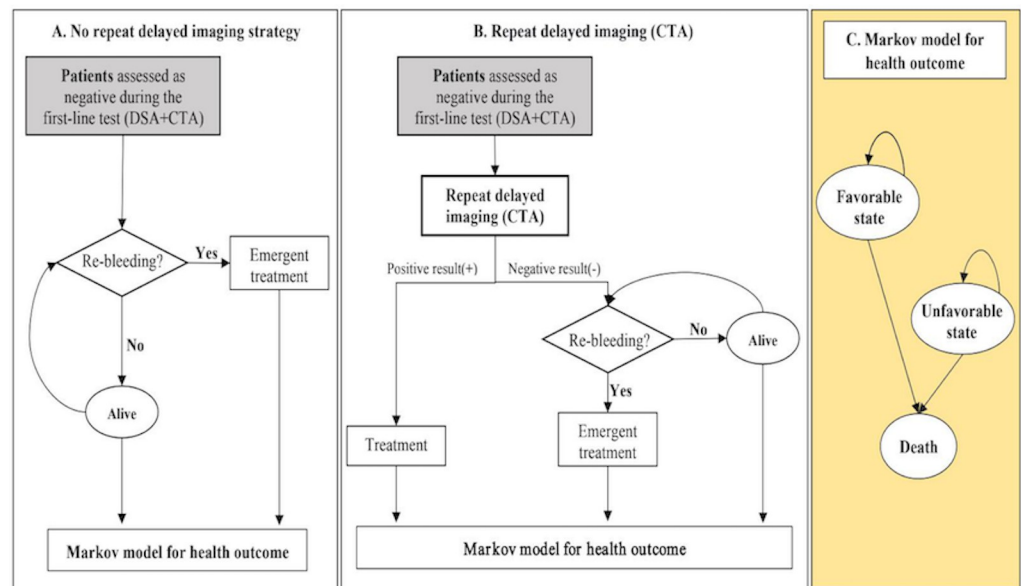 A. No repeat delayed imaging strategy
Patients assessed as
negative during the
first-line test (DSA+CTA)
Re-bleeding?
Yes
Emergent
treatment
No
Alive
Markov model for health outcome
B. Repeat delayed imaging (CTA)
Patients assessed as
negative during the
first-line test (DSA+CTA)
Repeat delayed
imaging (CTA)
Positive result(+)
Negative result(-)
Re-bleeding?
No
Alive
Yes
Treatment
Emergent
treatment
Markov model for health outcome
C. Markov model for
health outcome
Favorable
state
Unfavorable
state
Death